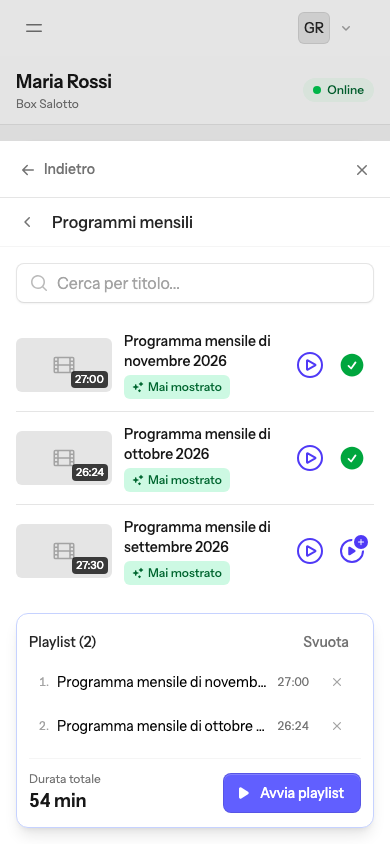 GR
Maria Rossi
Box Salotto
Online
Indietro
Programmi mensili
Cerca per titolo...
Programma mensile di
novembre 2026
27:00
Mai mostrato
Programma mensile di
ottobre 2026
26:24
Mai mostrato
Programma mensile di
settembre 2026
27:30
Mai mostrato
Playlist (2)
Svuota
1. Programma mensile di novemb... 27:00
2. Programma mensile di ottobre ... 26:24
Durata totale
54 min
Avvia playlist